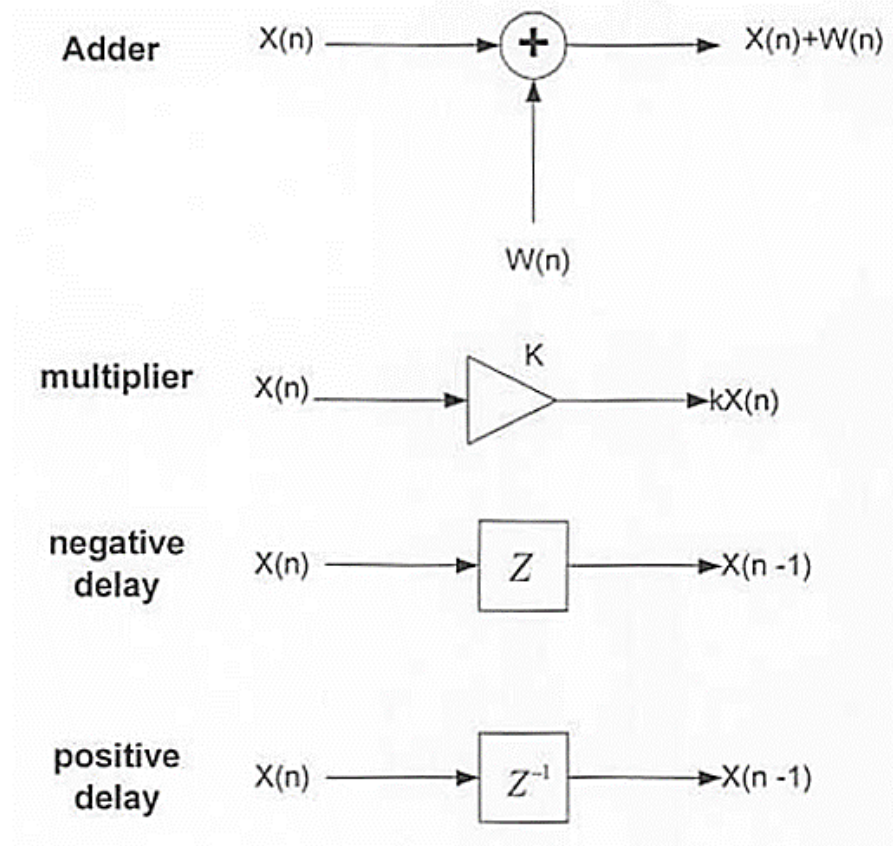 Adder X(n) + X(n)+W(n)
W(n)
K
multiplier X(n) kX(n)
negative
delay
X(n) Z X(n -1)
positive
delay
X(n) Z⁻¹ X(n -1)